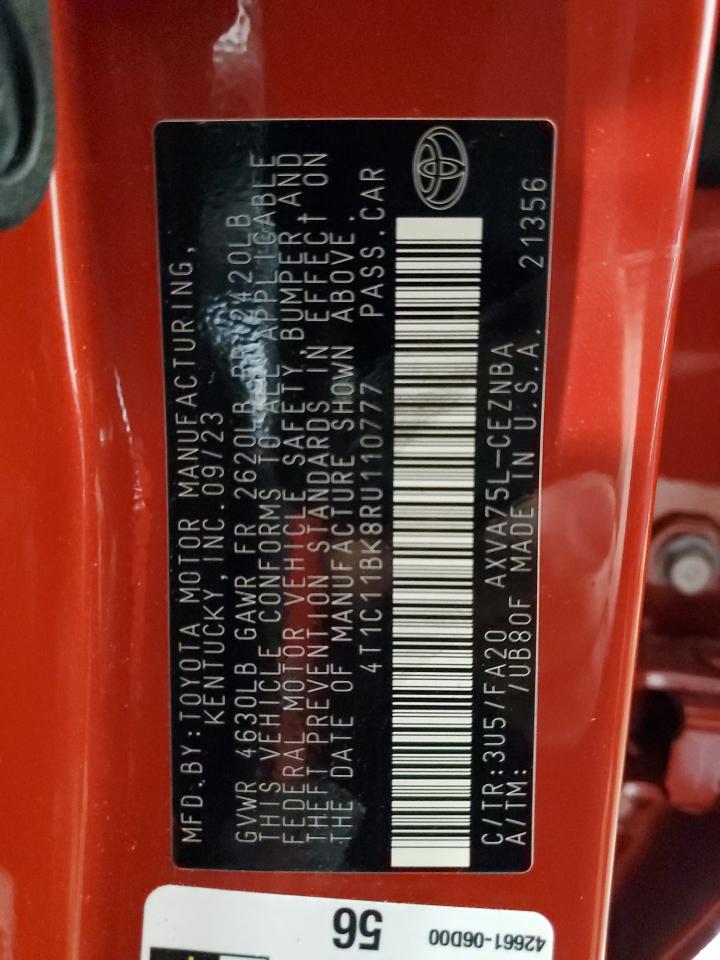 MFD.BY:TOYOTA MOTOR MANUFACTURING,
KENTUCKY, INC. 09/23
GVWR 4630LB GAWR FR 2620LB RR 2420LB
THIS VEHICLE CONFORMS TO ALL APPLICABLE
FEDERAL MOTOR VEHICLE SAFETY, BUMPER, AND
THEFT PREVENTION STANDARDS IN EFFECT ON
THE DATE OF MANUFACTURE SHOWN ABOVE.
4T1C11BK8RU110777 PASS.CAR
C/TR:3U5/FA20 AXVA75L-CEZNBA
A/TM: /UB80F MADE IN U.S.A. 21356
56
42661-06D00